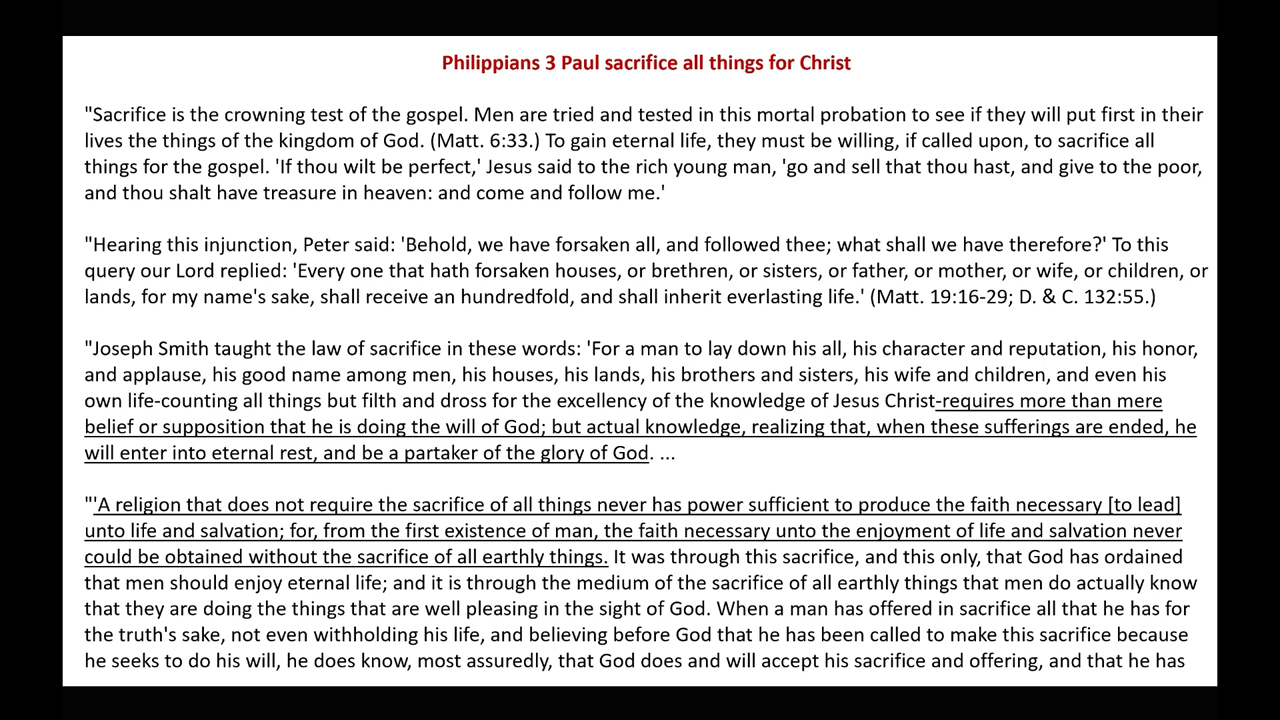 Philippians 3 Paul sacrifice all things for Christ
"Sacrifice is the crowning test of the gospel. Men are tried and tested in this mortal probation to see if they will put first in their
lives the things of the kingdom of God. (Matt. 6:33.) To gain eternal life, they must be willing, if called upon, to sacrifice all
things for the gospel. 'If thou wilt be perfect,' Jesus said to the rich young man, 'go and sell that thou hast, and give to the poor,
and thou shalt have treasure in heaven: and come and follow me.'
"Hearing this injunction, Peter said: 'Behold, we have forsaken all, and followed thee; what shall we have therefore?' To this
query our Lord replied: 'Every one that hath forsaken houses, or brethren, or sisters, or father, or mother, or wife, or children, or
lands, for my name's sake, shall receive an hundredfold, and shall inherit everlasting life.' (Matt. 19:16-29; D. & C. 132:55.)
"Joseph Smith taught the law of sacrifice in these words: 'For a man to lay down his all, his character and reputation, his honor,
and applause, his good name among men, his houses, his lands, his brothers and sisters, his wife and children, and even his
own life-counting all things but filth and dross for the excellency of the knowledge of Jesus Christ-requires more than mere
belief or supposition that he is doing the will of God; but actual knowledge, realizing that, when these sufferings are ended, he
will enter into eternal rest, and be a partaker of the glory of God. ...
"'A religion that does not require the sacrifice of all things never has power sufficient to produce the faith necessary [to lead]
unto life and salvation; for, from the first existence of man, the faith necessary unto the enjoyment of life and salvation never
could be obtained without the sacrifice of all earthly things. It was through this sacrifice, and this only, that God has ordained
that men should enjoy eternal life; and it is through the medium of the sacrifice of all earthly things that men do actually know
that they are doing the things that are well pleasing in the sight of God. When a man has offered in sacrifice all that he has for
the truth's sake, not even withholding his life, and believing before God that he has been called to make this sacrifice because
he seeks to do his will, he does know, most assuredly, that God does and will accept his sacrifice and offering, and that he has